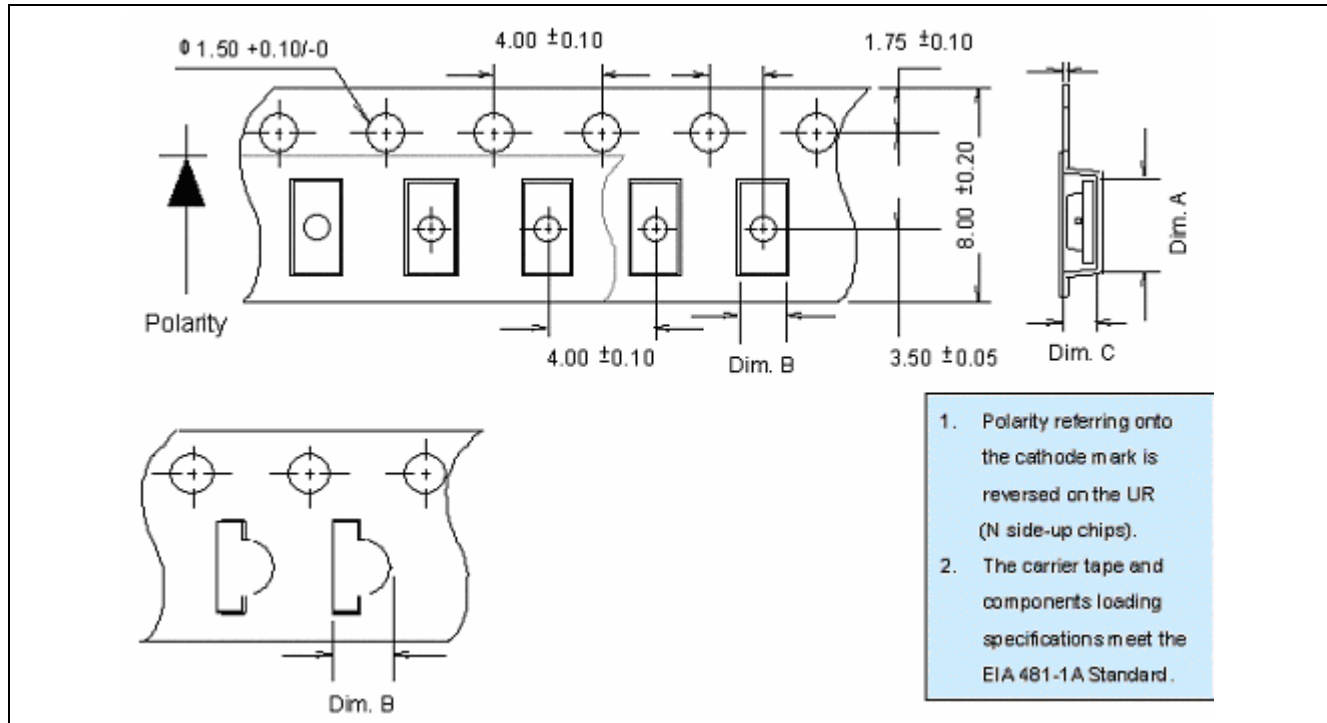 Φ 1.50 +0.10/-0
4.00 ±0.10
1.75 ±0.10
8.00 ±0.20
Dim. A
Polarity
4.00 ±0.10
Dim. B
3.50 ±0.05
Dim. C
1. Polarity referring onto
the cathode mark is
reversed on the UR
(N side-up chips).
2. The carrier tape and
components loading
specifications meet the
EIA 481-1A Standard.
Dim. B